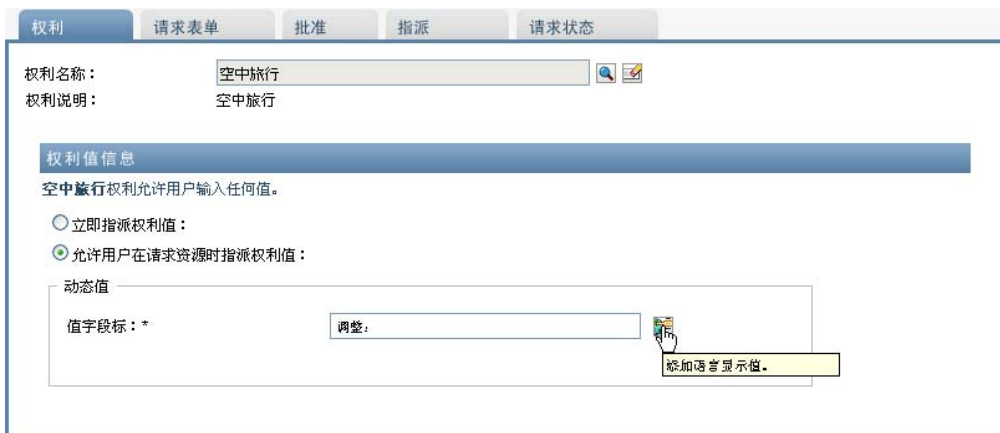 权利 请求表单 批准 指派 请求状态
权利名称： 空中旅行
权利说明： 空中旅行
权利值信息
空中旅行权利允许用户输入任何值。
立即指派权利值：
允许用户在请求资源时指派权利值：
动态值
值字段标：* 调整：
添加语言显示值。